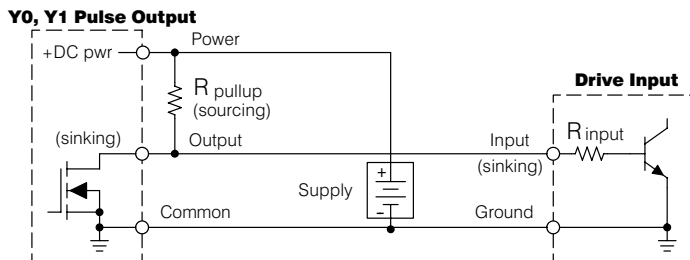 Y0, Y1 Pulse Output
+DC pwr
Power
R pullup
(sourcing)
Drive Input
(sinking)
Output
Input
(sinking)
R input
Supply
+
-
Common
Ground